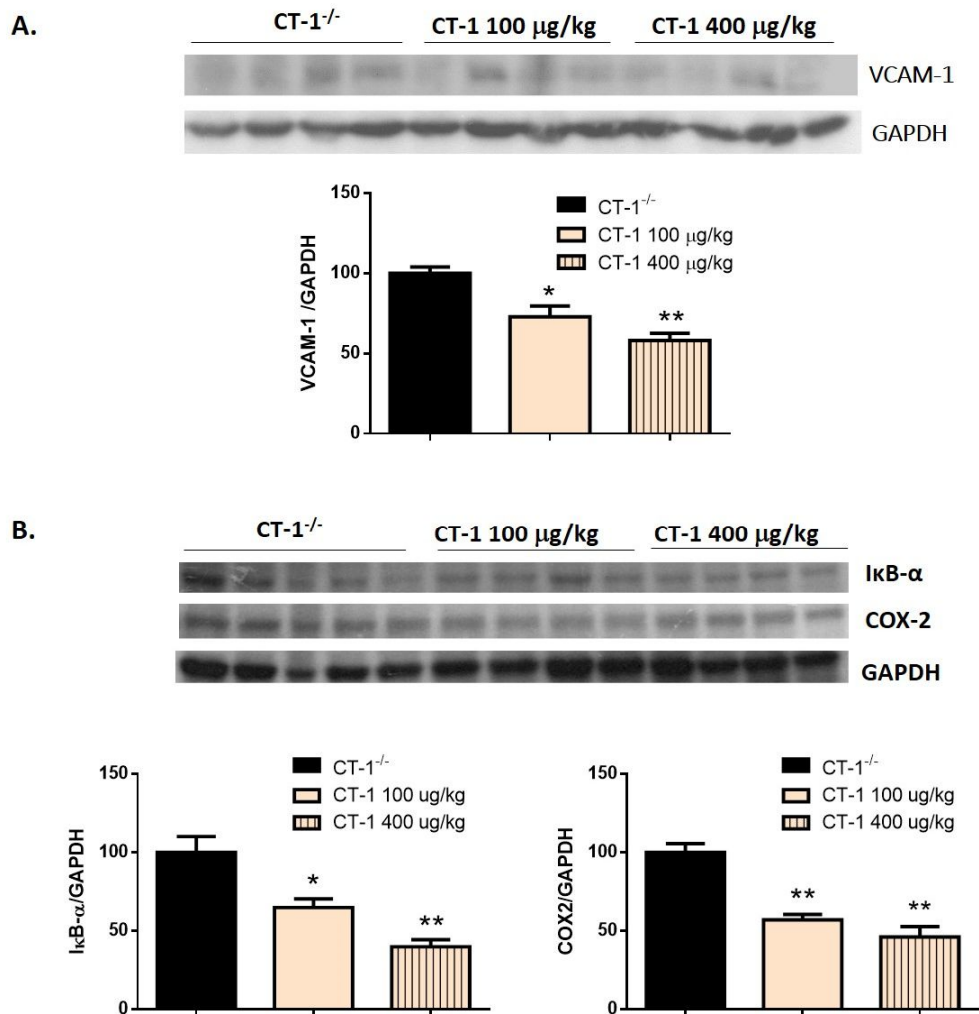 A.
CT-1-/- CT-1 100 μg/kg CT-1 400 μg/kg
VCAM-1
GAPDH
150
100
50
0
VCAM-1 /GAPDH
CT-1-/-
CT-1 100 μg/kg
CT-1 400 μg/kg
*
**
B.
CT-1-/- CT-1 100 μg/kg CT-1 400 μg/kg
IκB-α
COX-2
GAPDH
150
100
50
0
IκB-α/GAPDH
CT-1-/-
CT-1 100 ug/kg
CT-1 400 ug/kg
*
**
150
100
50
0
COX2/GAPDH
CT-1-/-
CT-1 100 ug/kg
CT-1 400 ug/kg
**
**